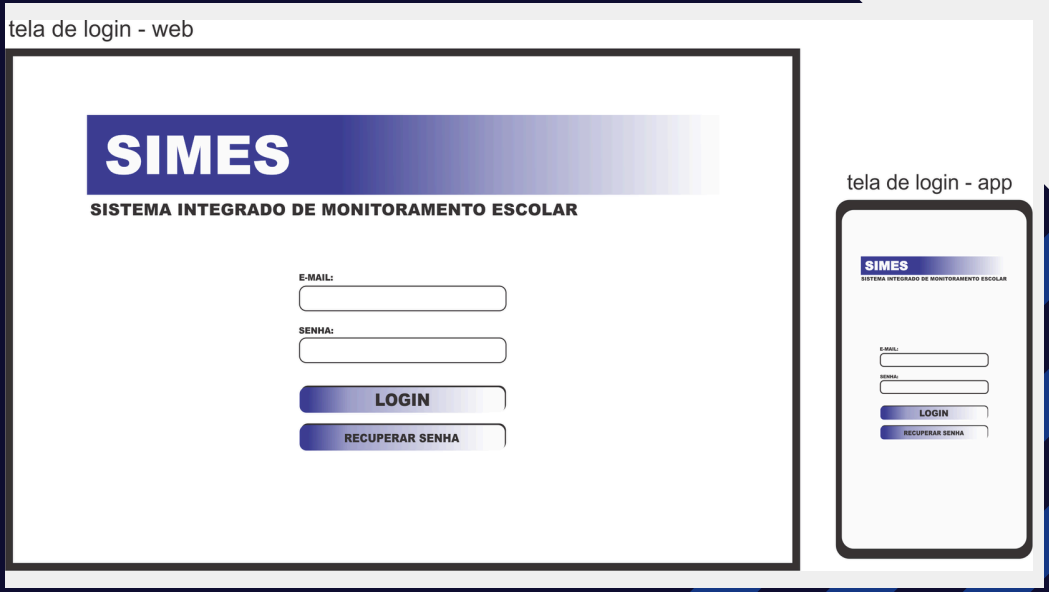 tela de login - web
SIMES
SISTEMA INTEGRADO DE MONITORAMENTO ESCOLAR
E-MAIL:
SENHA:
LOGIN
RECUPERAR SENHA
tela de login - app
SIMES
SISTEMA INTEGRADO DE MONITORAMENTO ESCOLAR
E-MAIL:
SENHA:
LOGIN
RECUPERAR SENHA